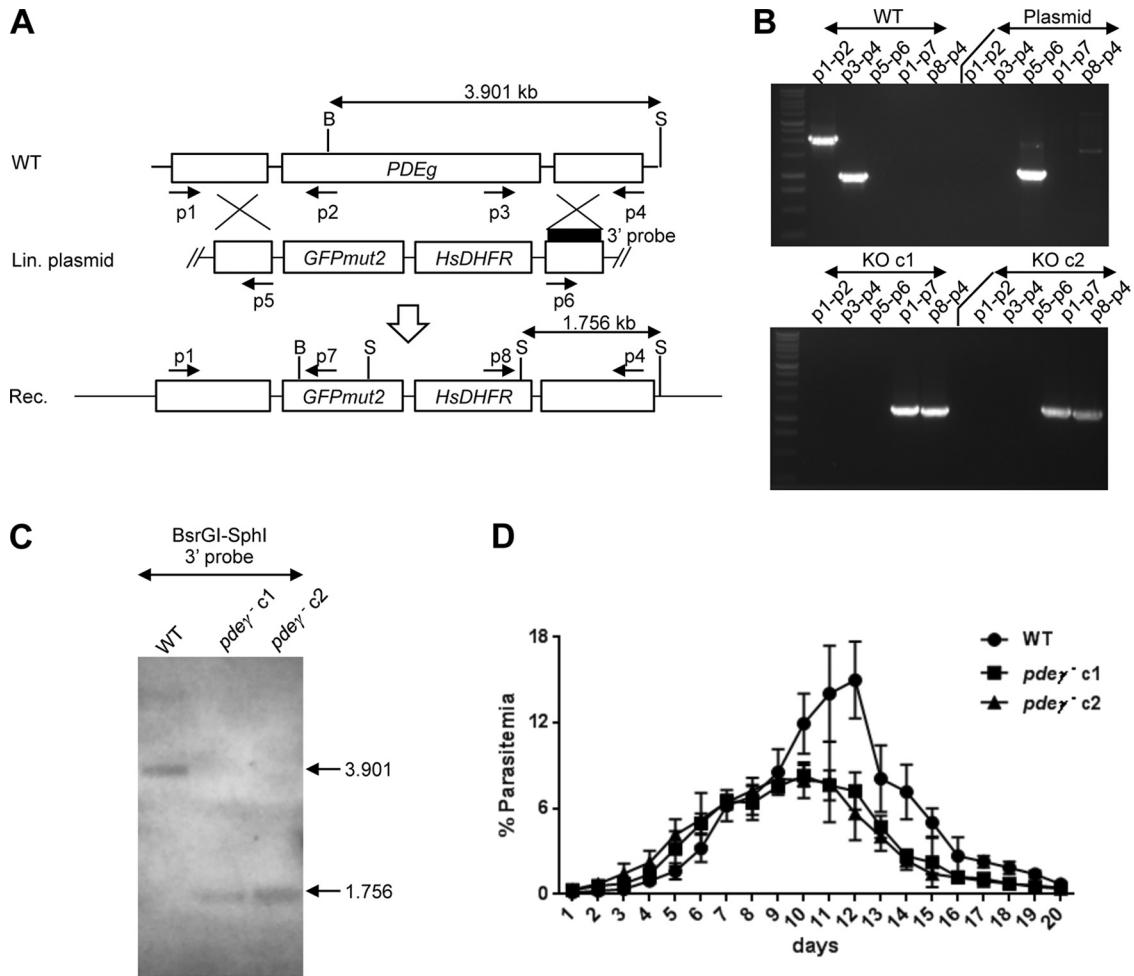 A
3.901 kb
B
S
WT
PDEg
p1
p2
p3
p4
3' probe
Lin. plasmid
GFPmut2
HsDHFR
p5
p6
1.756 kb
p1
B
p7
S
p8
S
p4
S
Rec.
GFPmut2
HsDHFR
B
WT
Plasmid
p1-p2
p3-p4
p5-p6
p1-p7
p8-p4
p1-p2
p3-p4
p5-p6
p1-p7
p8-p4
KO c1
KO c2
p1-p2
p3-p4
p5-p6
p1-p7
p8-p4
p1-p2
p3-p4
p5-p6
p1-p7
p8-p4
C
BsrGI-SphI
3' probe
WT
pdeγ- c1
pdeγ- c2
3.901
1.756
D
% Parasitemia
18
12
6
0
1 2 3 4 5 6 7 8 9 10 11 12 13 14 15 16 17 18 19 20
days
WT
pdeγ- c1
pdeγ- c2